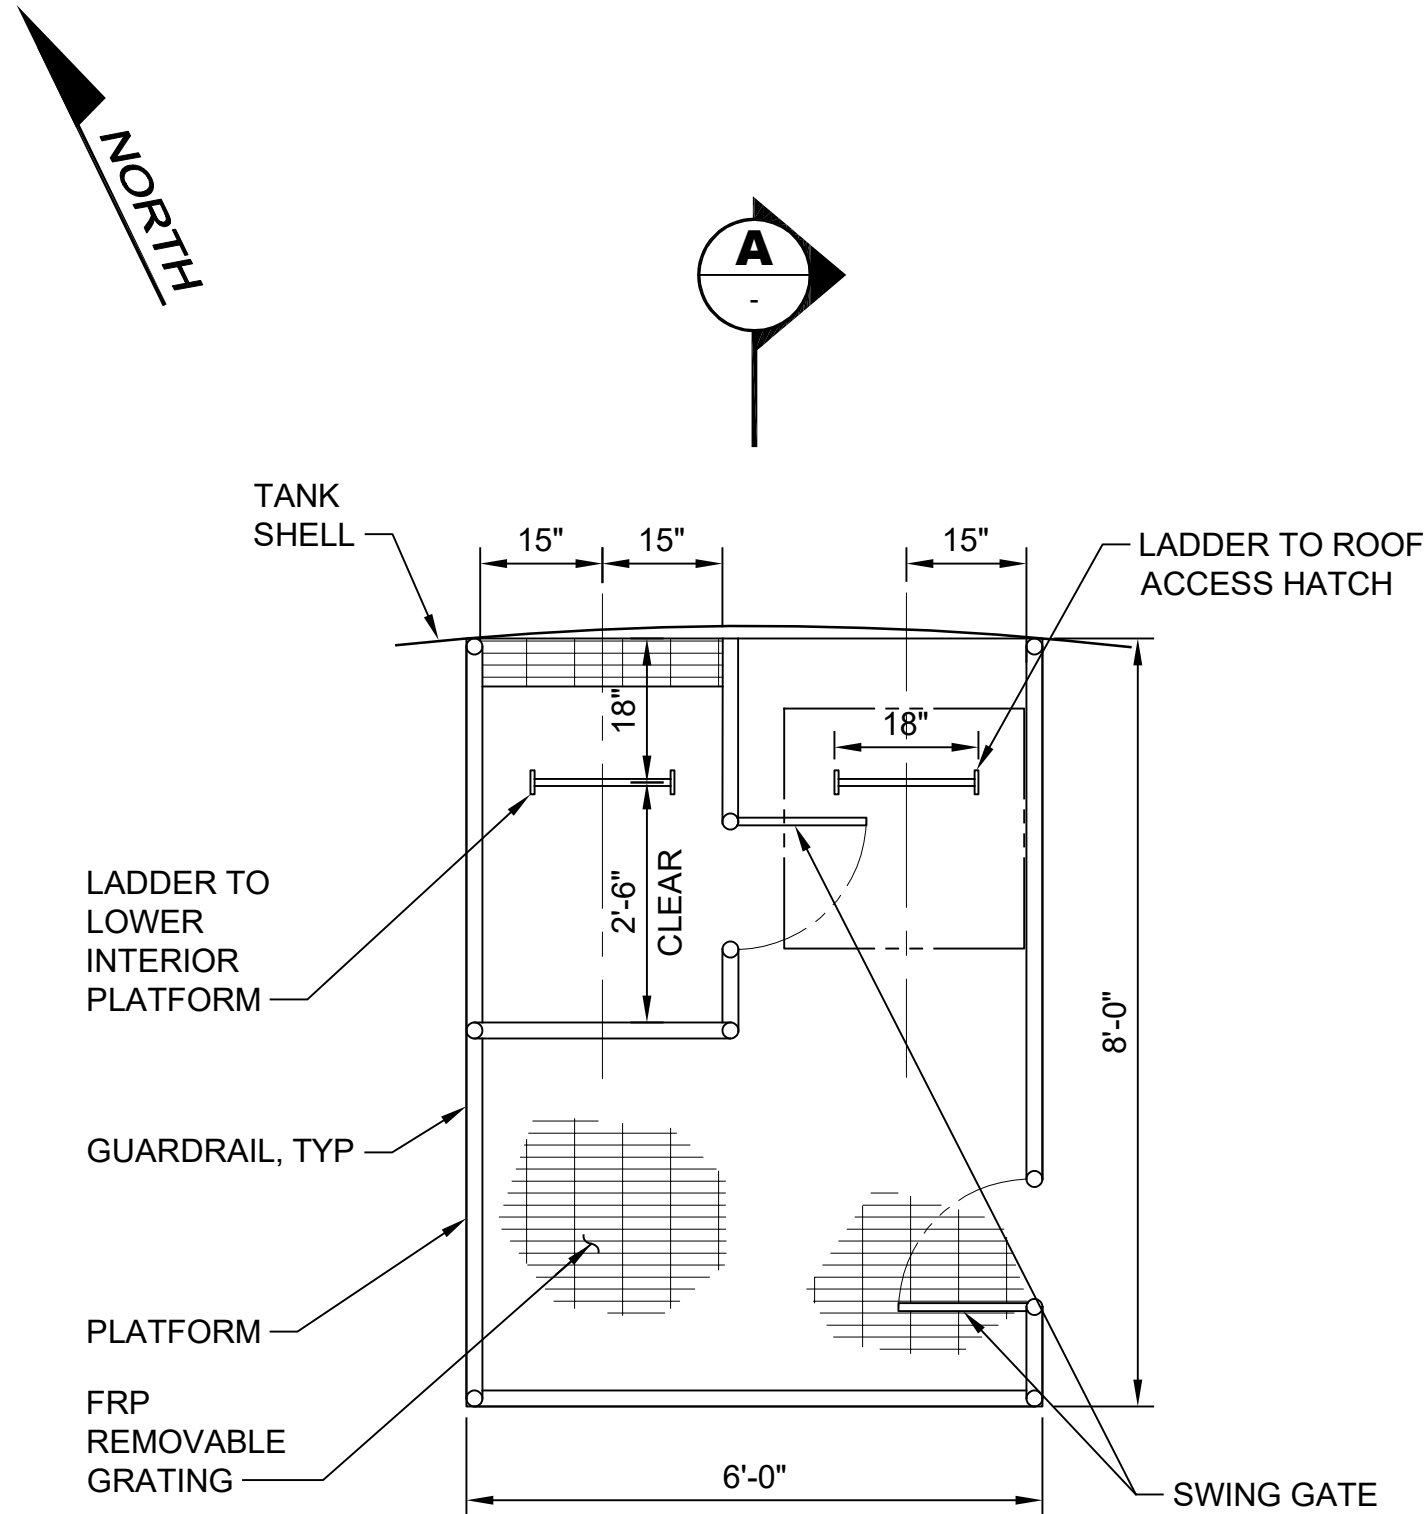 NORTH
A
-
TANK
SHELL
15"
15"
15"
LADDER TO ROOF
ACCESS HATCH
18"
18"
2'-6"
CLEAR
LADDER TO
LOWER
INTERIOR
PLATFORM
8'-0"
GUARDRAIL, TYP
PLATFORM
FRP
REMOVABLE
GRATING
6'-0"
SWING GATE